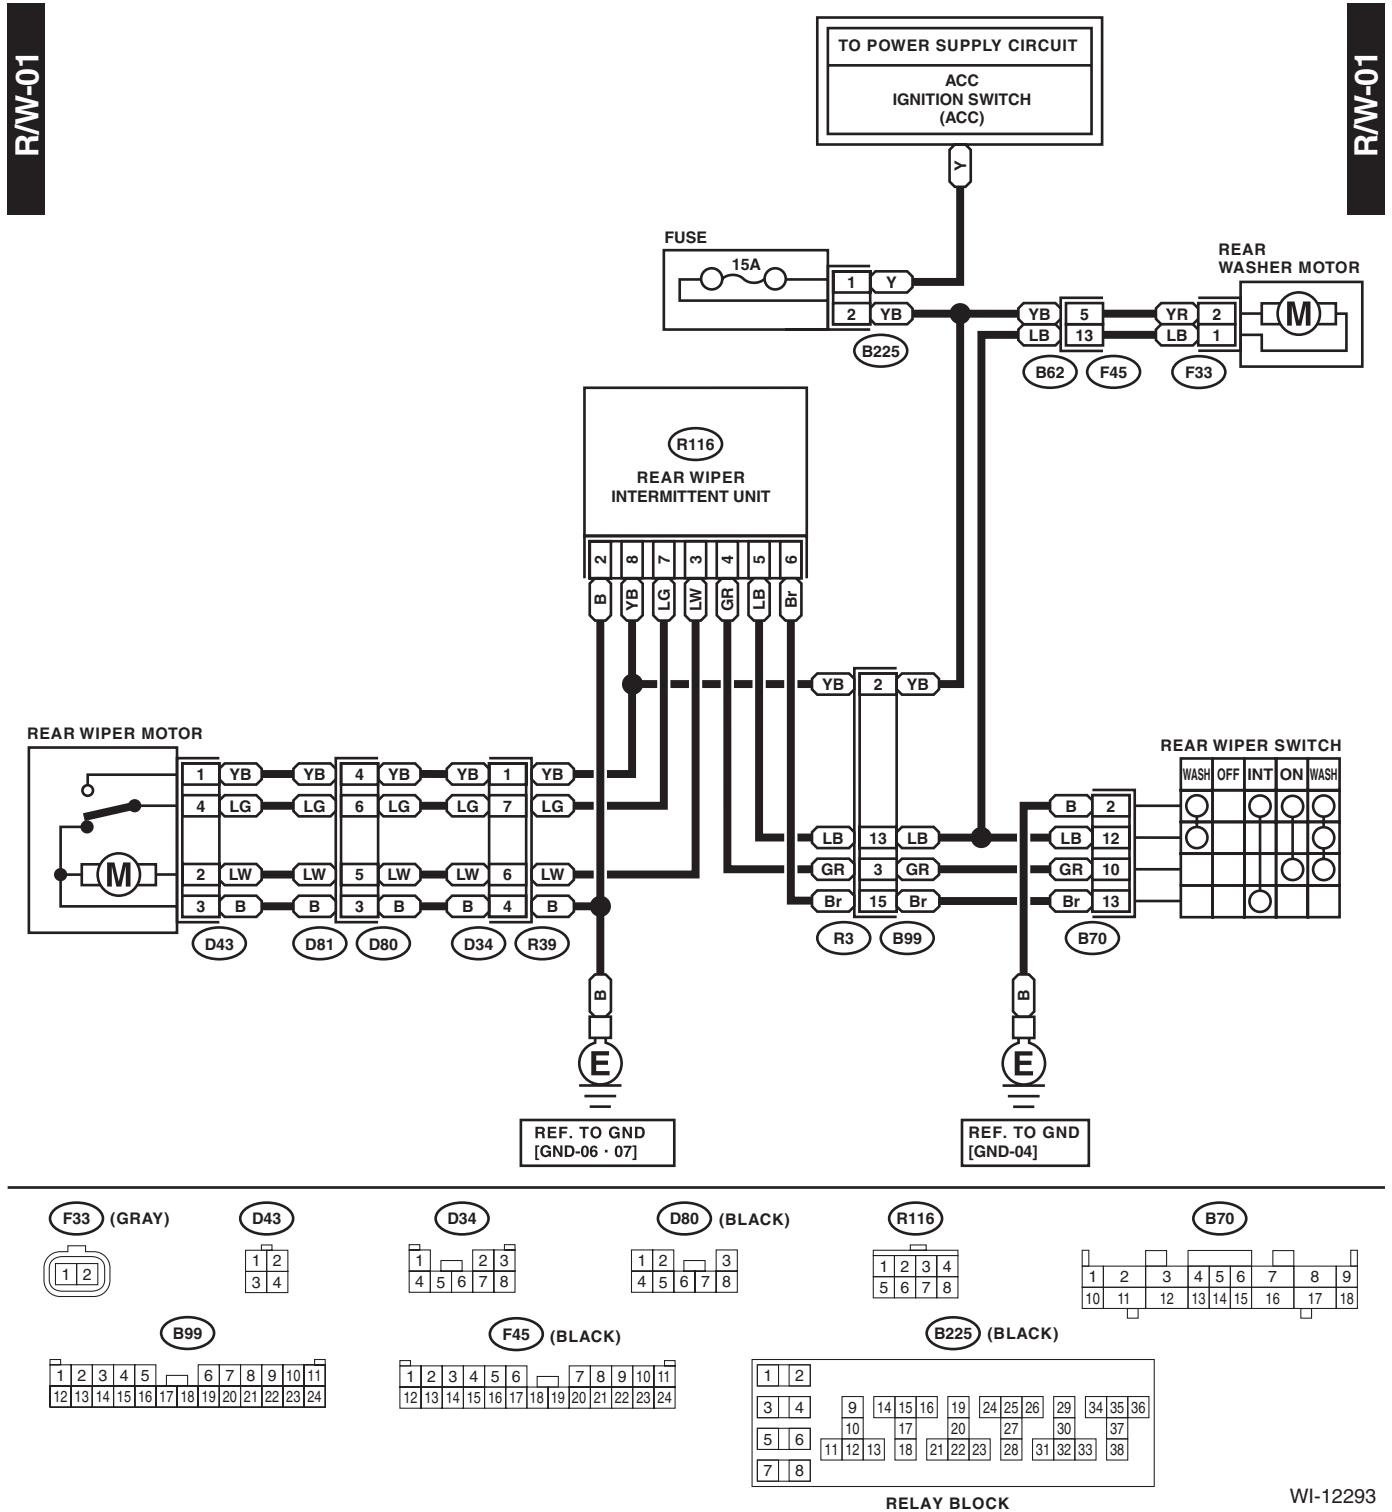 R/W-01
R/W-01
TO POWER SUPPLY CIRCUIT
ACC
IGNITION SWITCH
(ACC)
Y
FUSE
15A
1 Y
2 YB
B225
REAR
WASHER MOTOR
YB 5 YR 2
LB 13 LB 1
M
B62 F45 F33
R116
REAR WIPER
INTERMITTENT UNIT
2 8 7 3 4 5 6
B YB LG LW GR LB Br
YB 2 YB
REAR WIPER MOTOR
1 YB YB 4 YB YB 1 YB
4 LG LG 6 LG LG 7 LG
M
2 LW LW 5 LW LW 6 LW
3 B B 3 B B 4 B
D43 D81 D80 D34 R39
REAR WIPER SWITCH
WASH OFF INT ON WASH
B 2
LB 13 LB LB 12
GR 3 GR GR 10
Br 15 Br Br 13
R3 B99 B70
B B
E E
REF. TO GND
[GND-06 · 07]
REF. TO GND
[GND-04]
F33 (GRAY)
1 2
D43
1 2
3 4
D34
1 2 3
4 5 6 7 8
D80 (BLACK)
1 2 3
4 5 6 7 8
R116
1 2 3 4
5 6 7 8
B70
1 2 3 4 5 6 7 8 9
10 11 12 13 14 15 16 17 18
B99
1 2 3 4 5 6 7 8 9 10 11
12 13 14 15 16 17 18 19 20 21 22 23 24
F45 (BLACK)
1 2 3 4 5 6 7 8 9 10 11
12 13 14 15 16 17 18 19 20 21 22 23 24
B225 (BLACK)
1 2
3 4 9 14 15 16 19 24 25 26 29 34 35 36
10 17 20 27 30 37
5 6 11 12 13 18 21 22 23 28 31 32 33 38
7 8
RELAY BLOCK
WI-12293